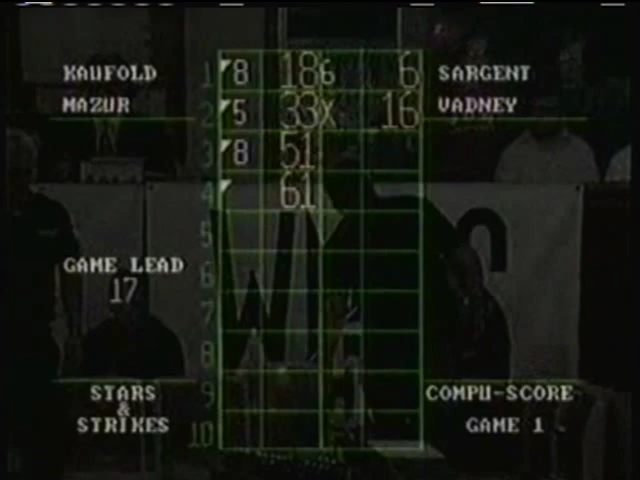 KAUFOLD 1 8 18 6 6 SARGENT
MAZUR 2 5 33 X 16 VADNEY
3 8 51
4 61
5
GAME LEAD 6
17 7
8
STARS 9 COMPU-SCORE
&
STRIKES 10 GAME 1